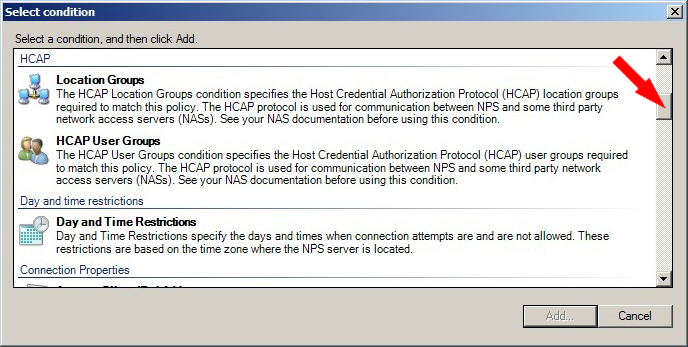 Select condition
Select a condition, and then click Add.
HCAP
Location Groups
The HCAP Location Groups condition specifies the Host Credential Authorization Protocol (HCAP) location groups
required to match this policy. The HCAP protocol is used for communication between NPS and some third party
network access servers (NASs). See your NAS documentation before using this condition.
HCAP User Groups
The HCAP User Groups condition specifies the Host Credential Authorization Protocol (HCAP) user groups required
to match this policy. The HCAP protocol is used for communication between NPS and some third party network
access servers (NASs). See your NAS documentation before using this condition.
Day and time restrictions
Day and Time Restrictions
Day and Time Restrictions specify the days and times when connection attempts are and are not allowed. These
restrictions are based on the time zone where the NPS server is located.
Connection Properties
Add...
Cancel